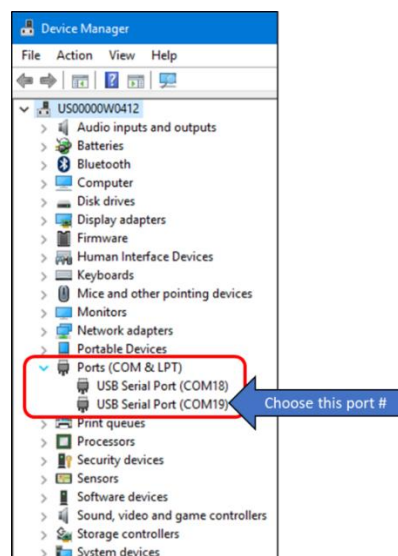 Device Manager
File Action View Help
US00000W0412
Audio inputs and outputs
Batteries
Bluetooth
Computer
Disk drives
Display adapters
Firmware
Human Interface Devices
Keyboards
Mice and other pointing devices
Monitors
Network adapters
Portable Devices
Ports (COM & LPT)
USB Serial Port (COM18)
USB Serial Port (COM19)
Choose this port #
Print queues
Processors
Security devices
Sensors
Software devices
Sound, video and game controllers
Storage controllers
System devices